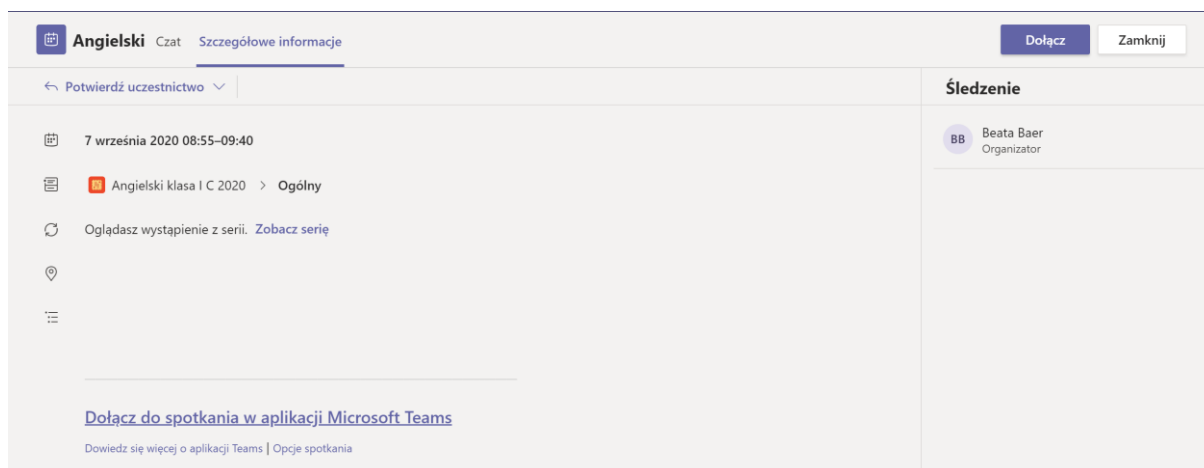 Angielski Czat Szczegółowe informacje Dołącz Zamknij
Potwierdź uczestnictwo
Śledzenie
7 września 2020 08:55–09:40
BB Beata Baer
Organizator
Angielski klasa I C 2020 > Ogólny
Oglądasz wystąpienie z serii. Zobacz serię
Dołącz do spotkania w aplikacji Microsoft Teams
Dowiedz się więcej o aplikacji Teams | Opcje spotkania